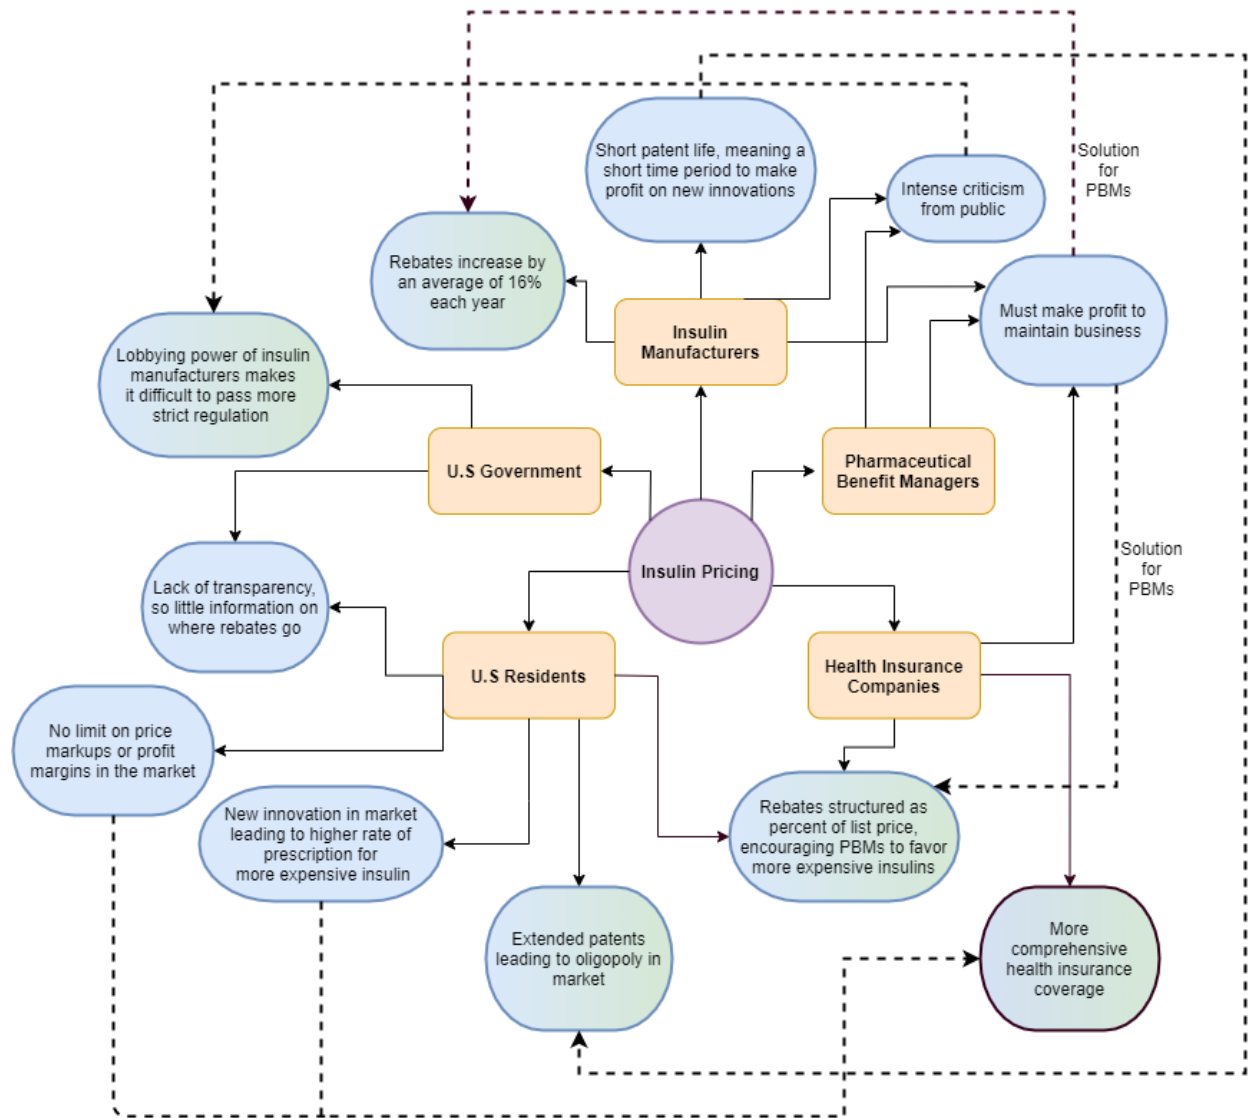 Short patent life, meaning a
short time period to make
profit on new innovations
Solution
for
PBMs
Intense criticism
from public
Rebates increase by
an average of 16%
each year
Must make profit to
maintain business
Insulin
Manufacturers
Lobbying power of insulin
manufacturers makes
it difficult to pass more
strict regulation
U.S Government
Pharmaceutical
Benefit Managers
Insulin Pricing
Solution
for
PBMs
Lack of transparency,
so little information on
where rebates go
U.S Residents
Health Insurance
Companies
No limit on price
markups or profit
margins in the market
New innovation in market
leading to higher rate of
prescription for
more expensive insulin
Rebates structured as
percent of list price,
encouraging PBMs to favor
more expensive insulins
Extended patents
leading to oligopoly in
market
More
comprehensive
health insurance
coverage